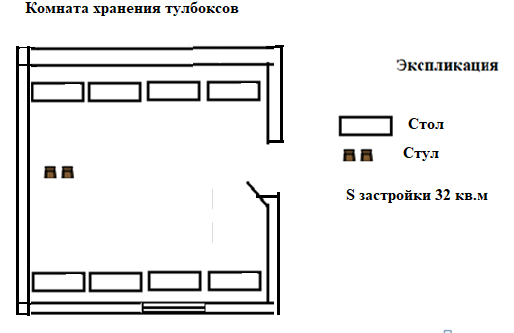 Комната хранения тулбоксов
Экспликация
Стол
Стул
S застройки 32 кв.м